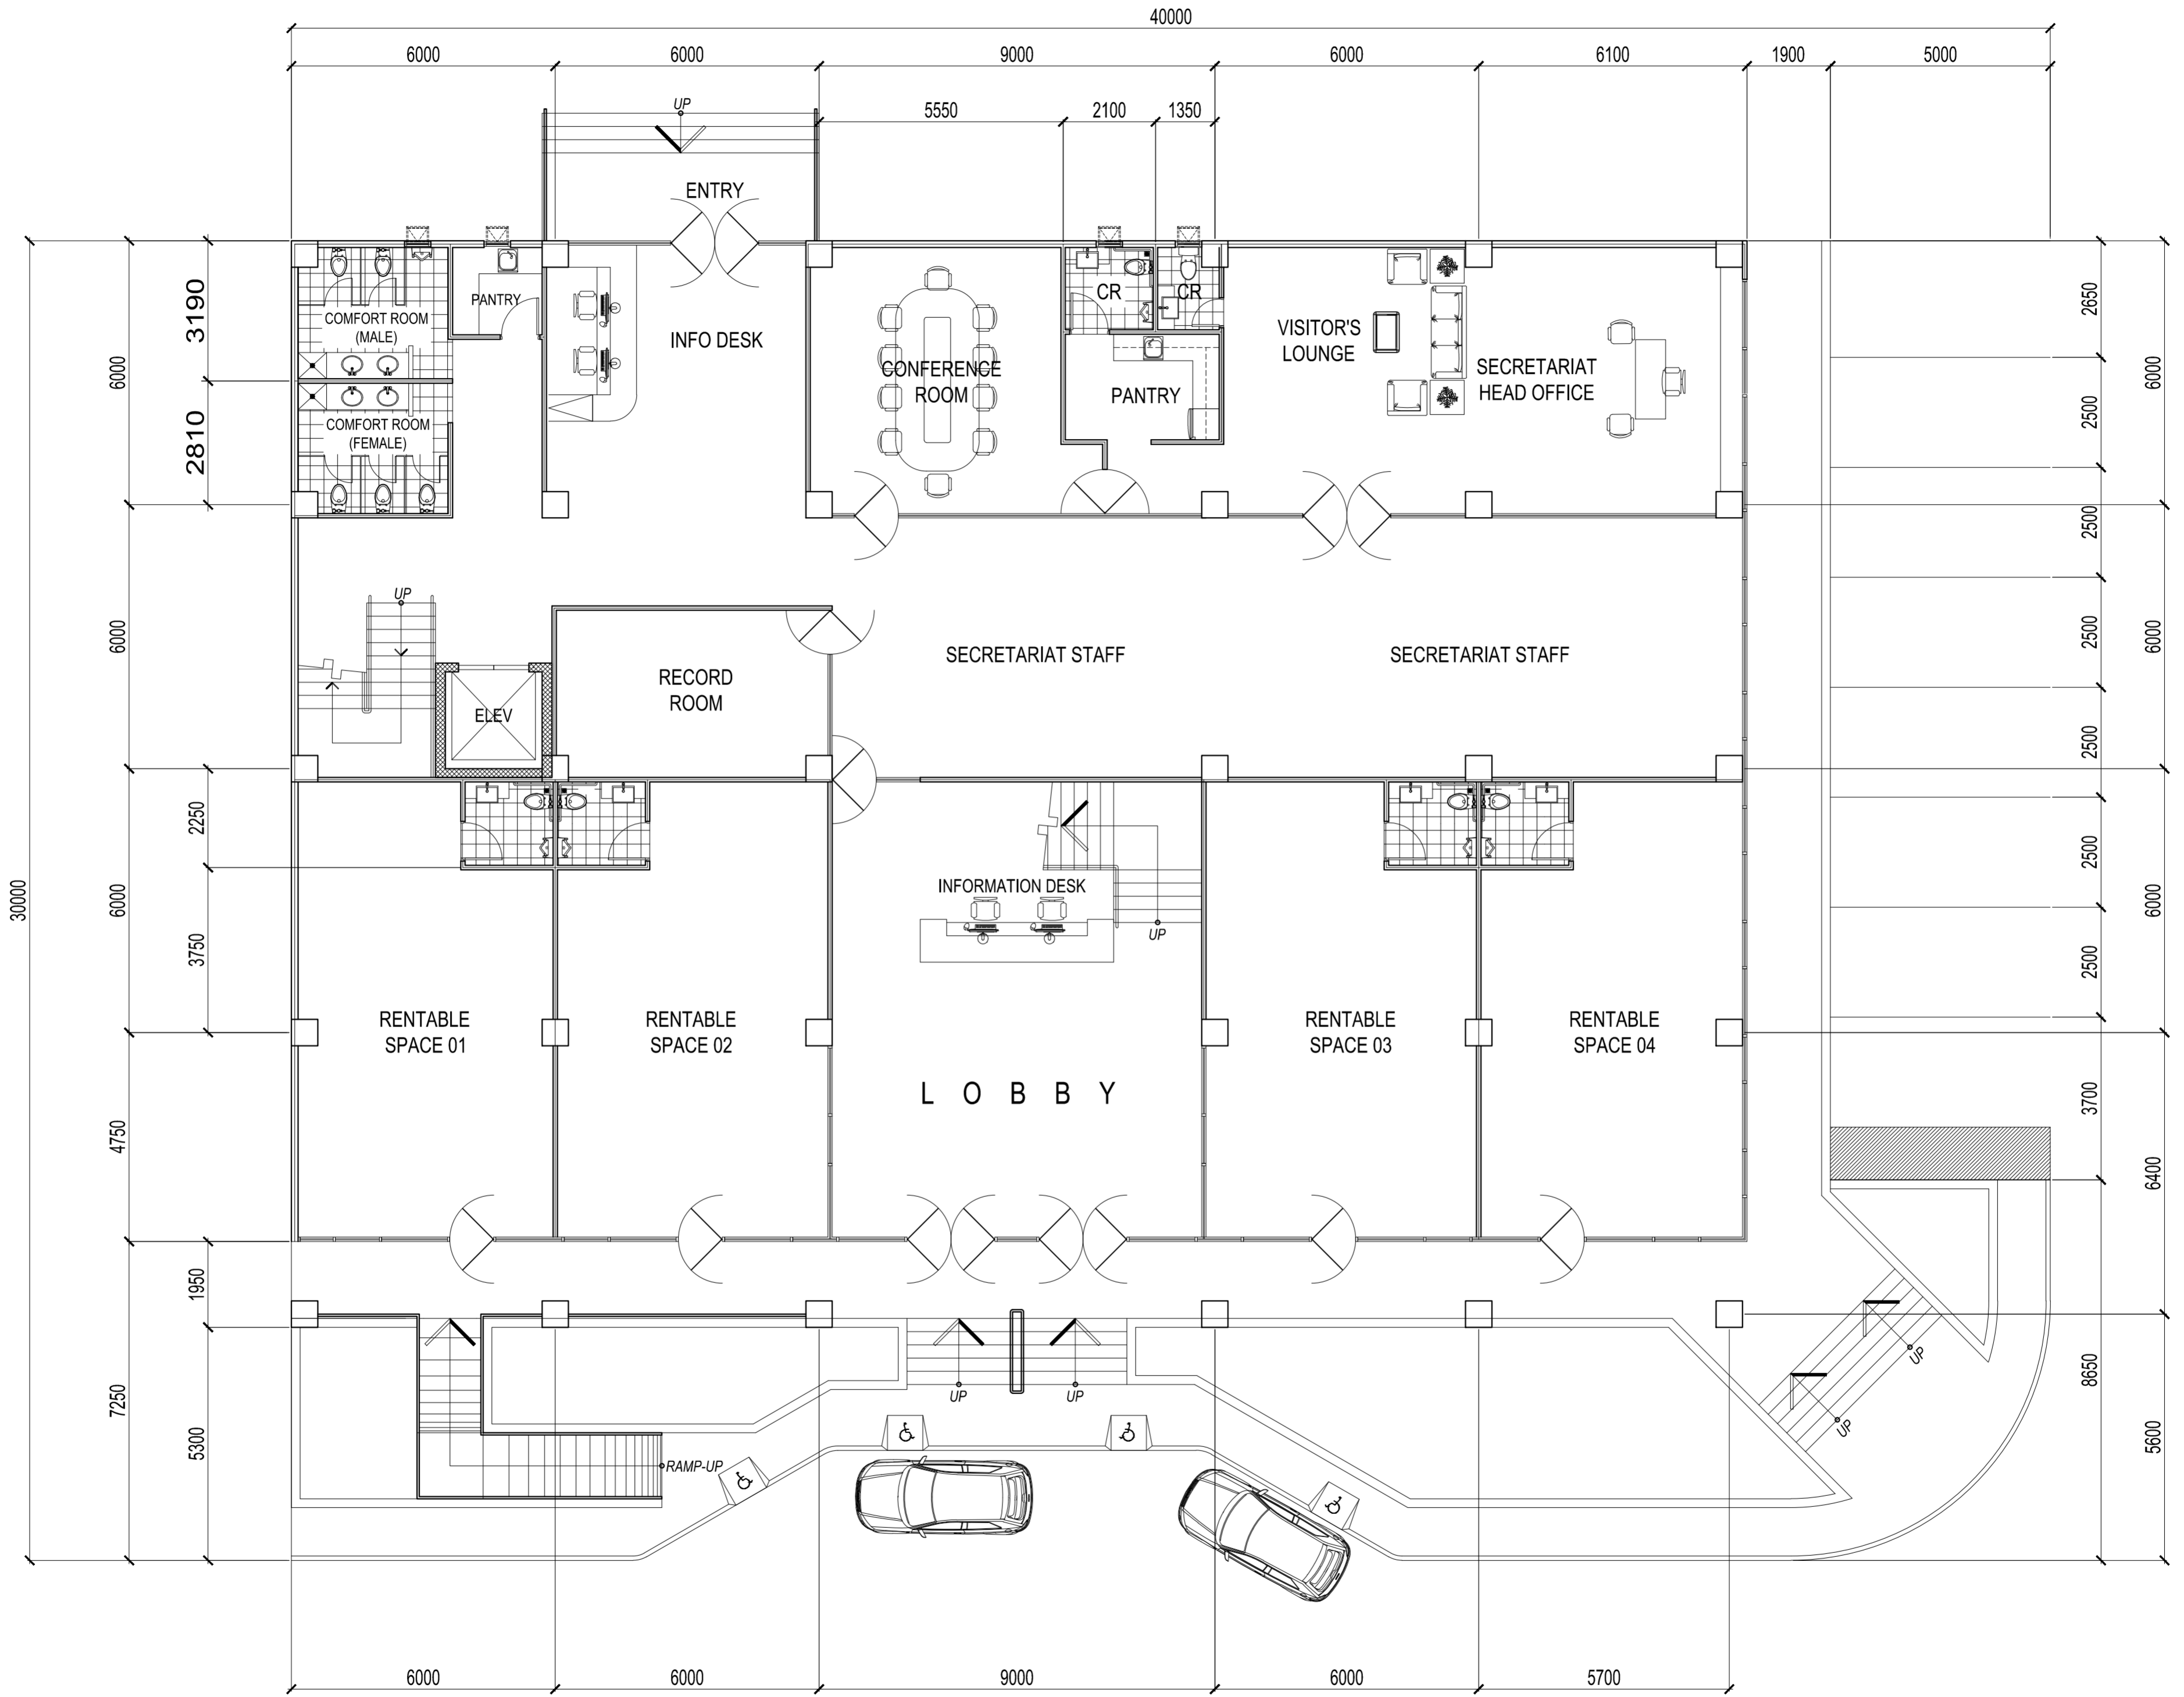 40000
6000
6000
9000
6000
6100
1900
5000
5550
2100
1350
UP
ENTRY
PANTRY
COMFORT ROOM
(MALE)
COMFORT ROOM
(FEMALE)
INFO DESK
CONFERENCE
ROOM
CR
CR
PANTRY
VISITOR'S
LOUNGE
SECRETARIAT
HEAD OFFICE
3190
2810
6000
2650
2500
6000
UP
ELEV
RECORD
ROOM
SECRETARIAT STAFF
SECRETARIAT STAFF
6000
2500
2500
2500
6000
30000
2250
6000
3750
INFORMATION DESK
UP
2500
2500
6000
RENTABLE
SPACE 01
RENTABLE
SPACE 02
L O B B Y
RENTABLE
SPACE 03
RENTABLE
SPACE 04
4750
3700
6400
1950
7250
5300
UP
UP
RAMP-UP
UP
UP
8650
5600
6000
6000
9000
6000
5700